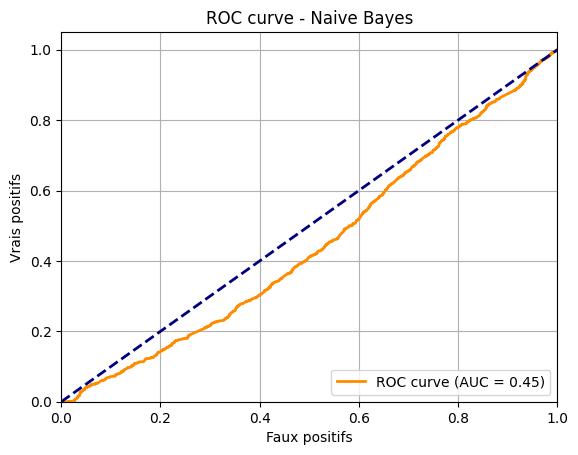 ROC curve - Naive Bayes
Vrais positifs
1.0
0.8
0.6
0.4
0.2
0.0
ROC curve (AUC = 0.45)
0.0 0.2 0.4 0.6 0.8 1.0
Faux positifs